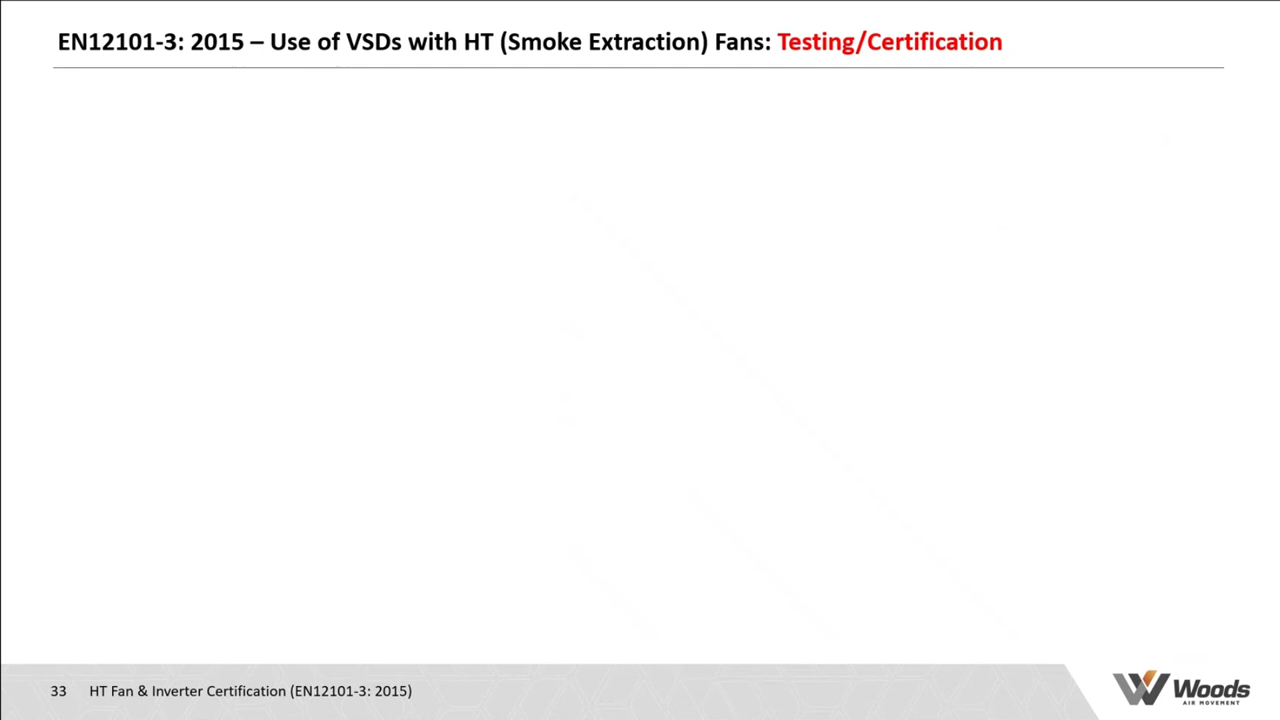 EN12101-3: 2015 – Use of VSDs with HT (Smoke Extraction) Fans: Testing/Certification
33 HT Fan & Inverter Certification (EN12101-3: 2015)
Woods
AIR MOVEMENT